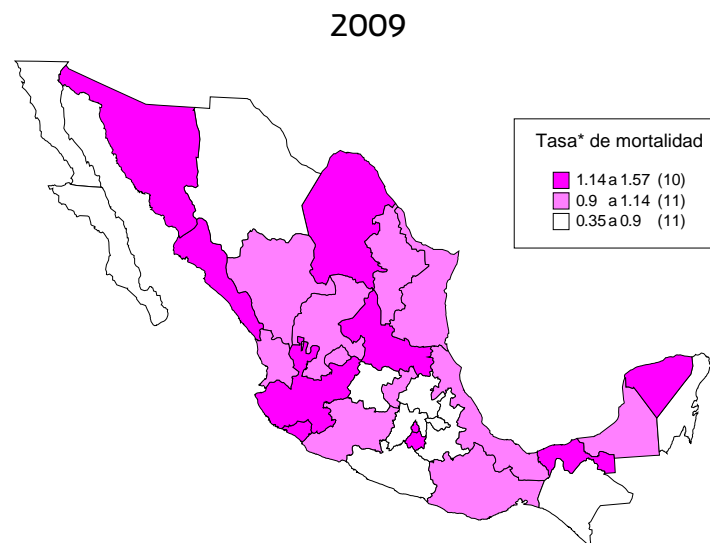 2009
Tasa* de mortalidad
1.14 a 1.57 (10)
0.9 a 1.14 (11)
0.35 a 0.9 (11)